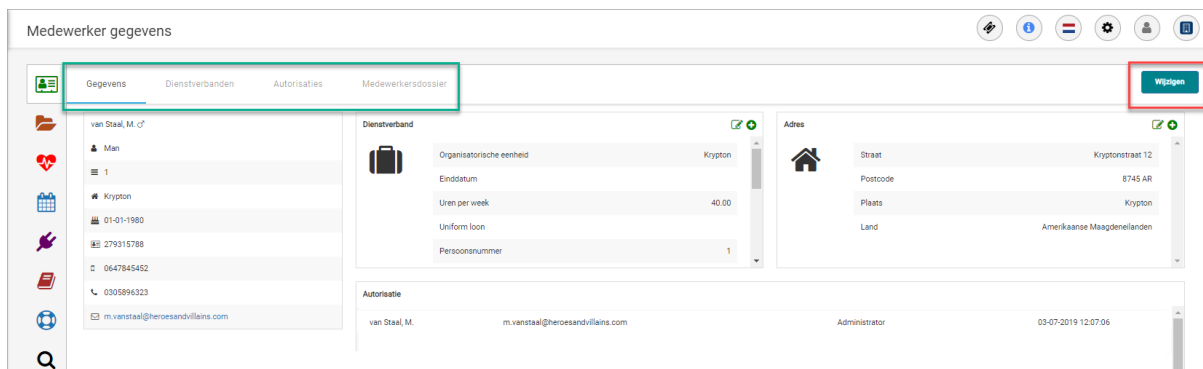 Medewerker gegevens
Gegevens Dienstverbanden Autorisaties Medewerkersdossier
Wijzigen
van Staal, M.
Man
1
Krypton
01-01-1980
279315788
0647845452
0305896323
m.vanstaal@heroesandvillains.com
Dienstverband
Organisatorische eenheid Krypton
Einddatum
Uren per week 40.00
Uniform loon
Persoonsnummer 1
Adres
Straat Kryptonstraat 12
Postcode 8745 AR
Plaats Krypton
Land Amerikaanse Maagdeneilanden
Autorisatie
van Staal, M. m.vanstaal@heroesandvillains.com Administrator 03-07-2019 12:07:06